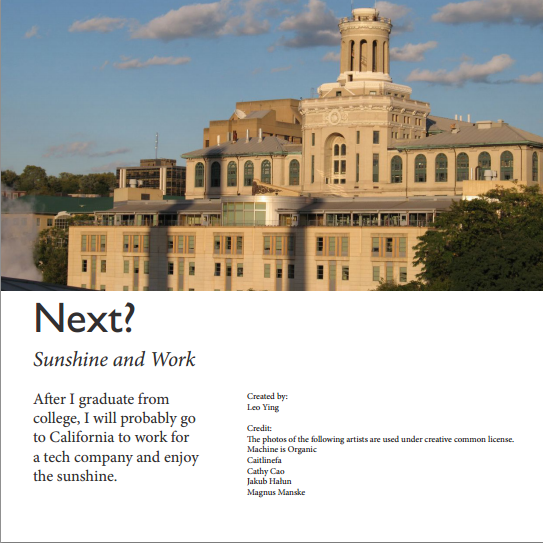 Next?
Sunshine and Work
After I graduate from
college, I will probably go
to California to work for
a tech company and enjoy
the sunshine.
Created by:
Leo Ying
Credit:
The photos of the following artists are used under creative common license.
Machine is Organic
Caitlinefa
Cathy Cao
Jakub Hałun
Magnus Manske